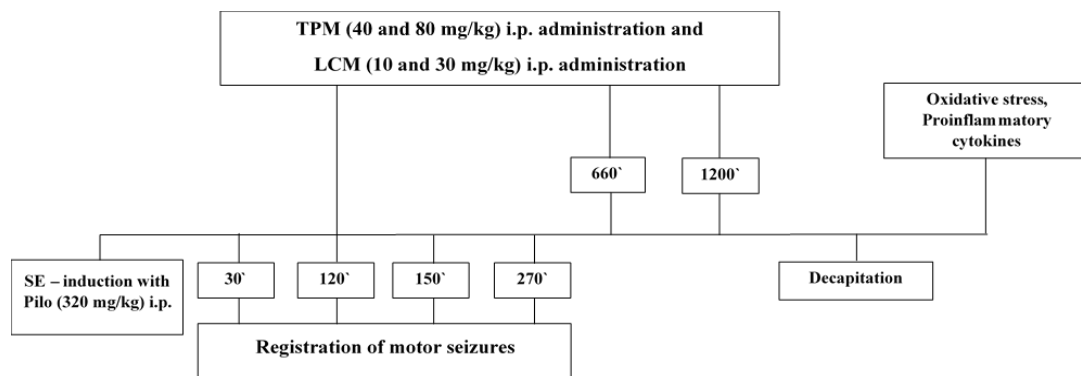 TPM (40 and 80 mg/kg) i.p. administration and
LCM (10 and 30 mg/kg) i.p. administration
Oxidative stress,
Proinflammatory
cytokines
660`
1200`
SE – induction with
Pilo (320 mg/kg) i.p.
30`
120`
150`
270`
Decapitation
Registration of motor seizures